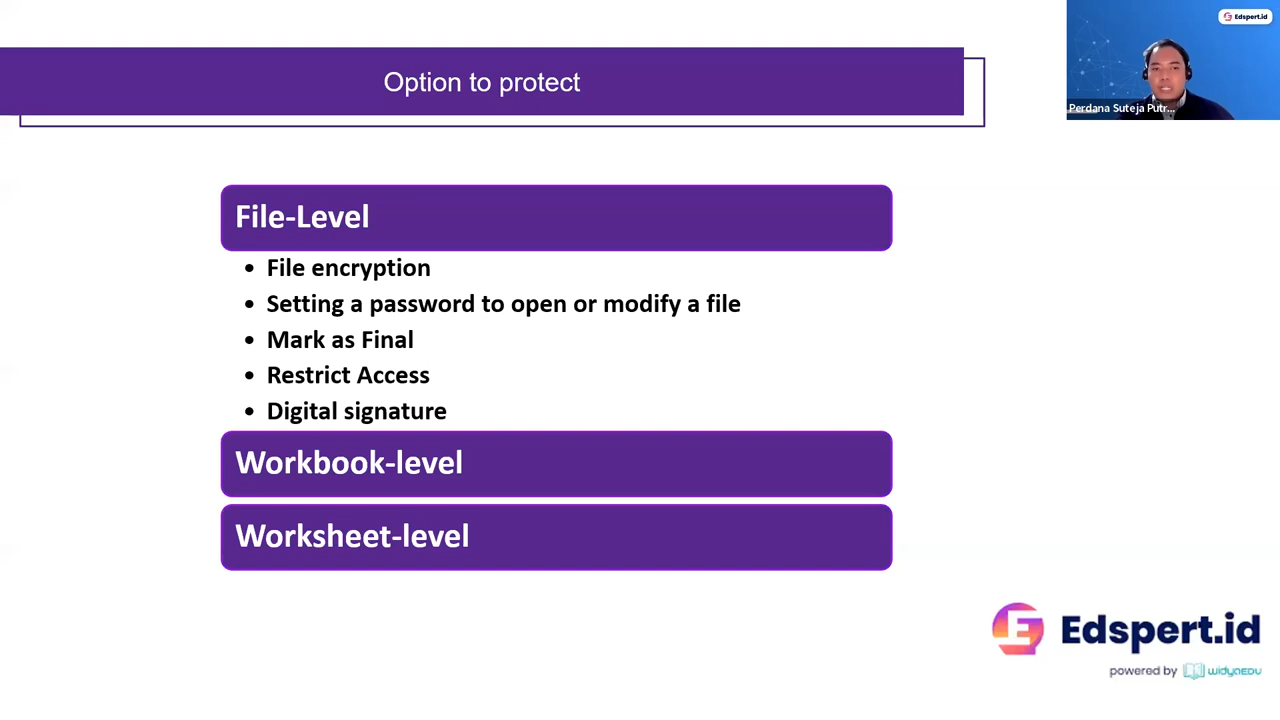 Edspert.id
Option to protect
Perdana Suteja Putr...
File-Level
• File encryption
• Setting a password to open or modify a file
• Mark as Final
• Restrict Access
• Digital signature
Workbook-level
Worksheet-level
Edspert.id
powered by WIDYAEDU